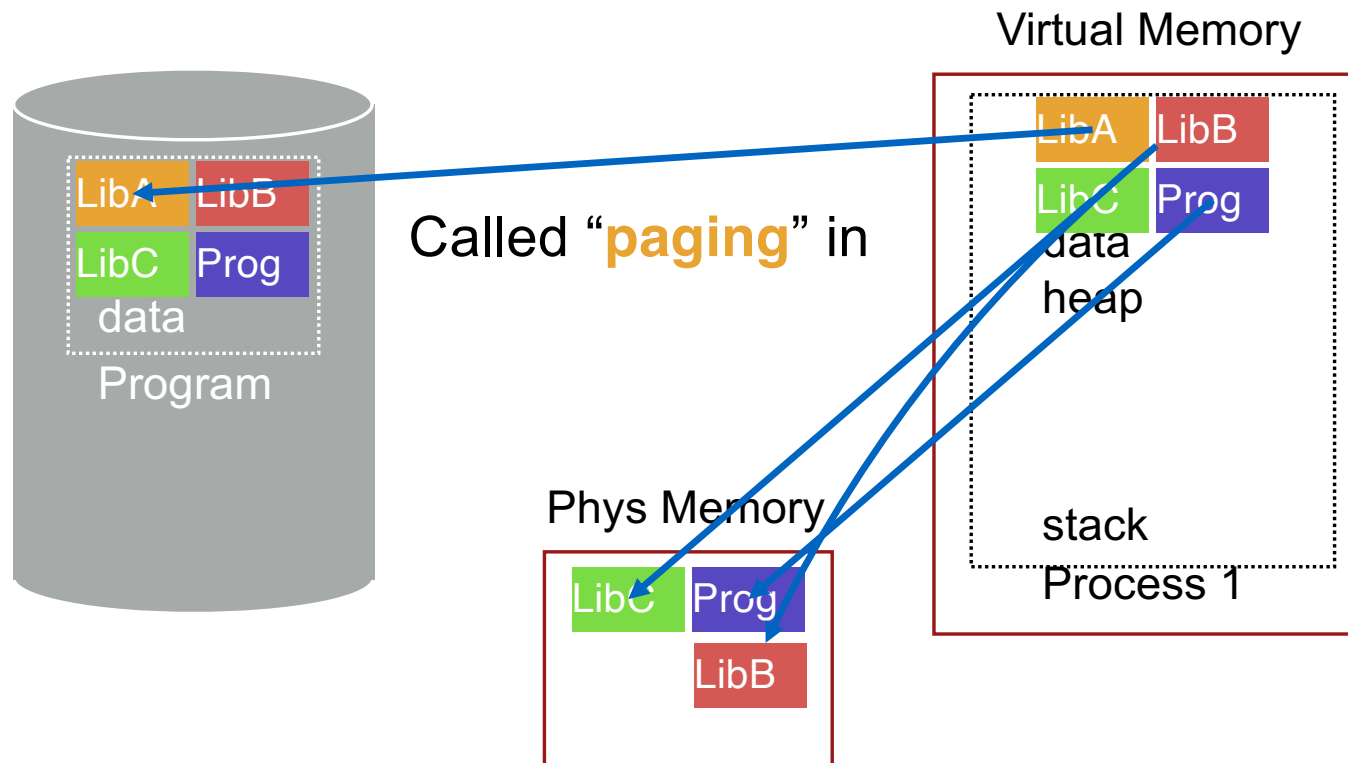 Virtual Memory
LibA LibB
LibC Prog
data
heap
stack
Process 1
LibA LibB
LibC Prog
data
Program
Called “paging” in
Phys Memory
LibC Prog
LibB